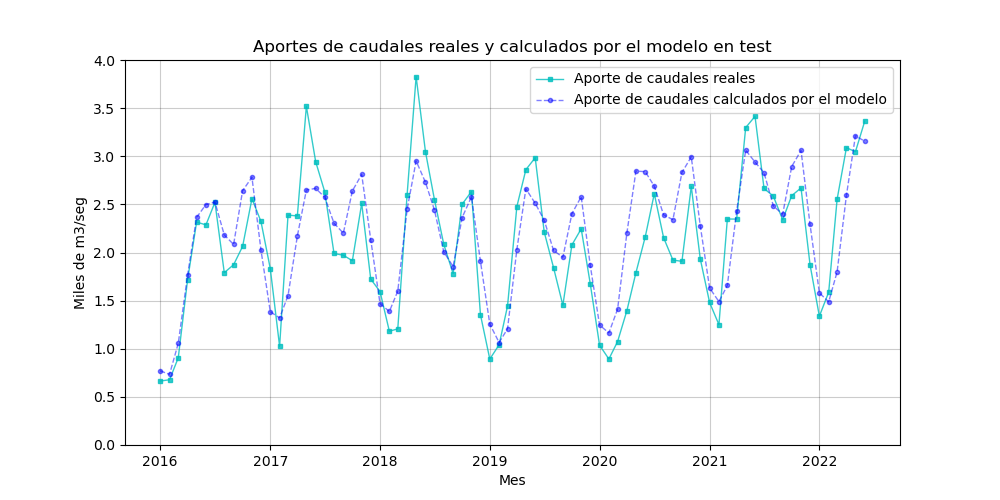 Aportes de caudales reales y calculados por el modelo en test
Aporte de caudales reales
Aporte de caudales calculados por el modelo
Miles de m3/seg
4.0
3.5
3.0
2.5
2.0
1.5
1.0
0.5
0.0
2016 2017 2018 2019 2020 2021 2022
Mes